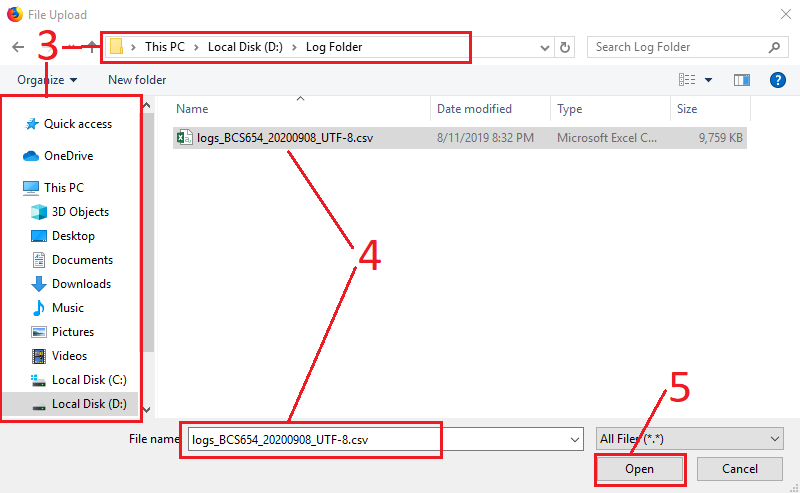 File Upload
3
This PC > Local Disk (D:) > Log Folder
Search Log Folder
Organize
New folder
?
Name
Date modified
Type
Size
logs_BCS654_20200908_UTF-8.csv
8/11/2019 8:32 PM
Microsoft Excel C...
9,759 KB
Quick access
OneDrive
This PC
3D Objects
Desktop
Documents
Downloads
Music
Pictures
Videos
Local Disk (C:)
Local Disk (D:)
4
5
File name
logs_BCS654_20200908_UTF-8.csv
All Files (*.*)
Open
Cancel